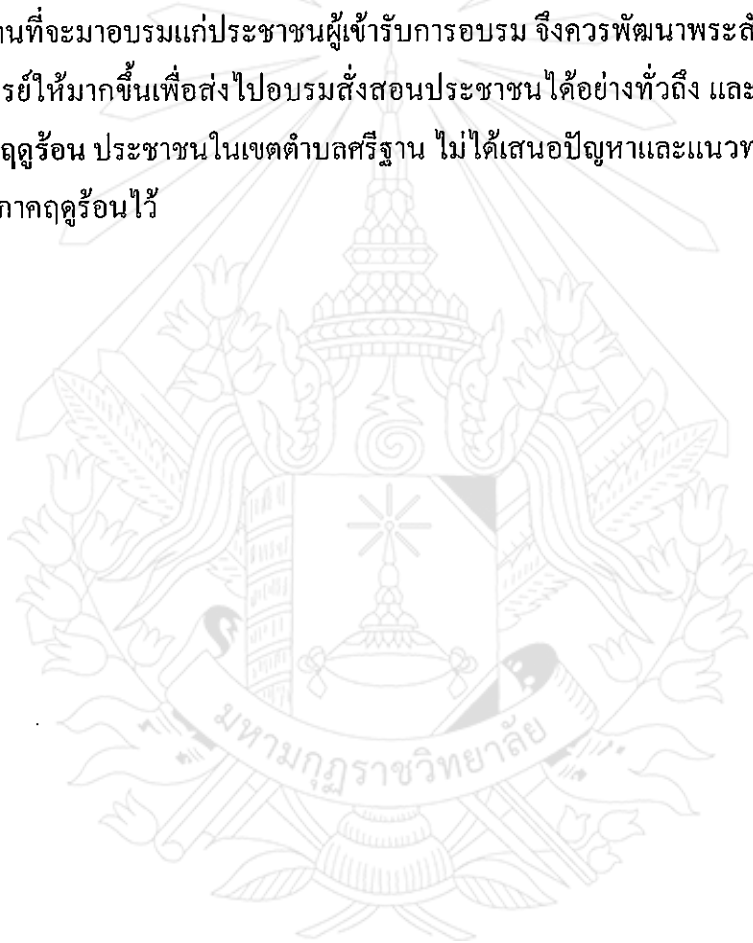 านที่จะมาอบรมแก่ประชาชนผู้เข้ารับการอบรม จึงควรพัฒนาพระสั
รย์ให้มากขึ้นเพื่อส่งไปอบรมสั่งสอนประชาชนได้อย่างทั่วถึง และ
ฤดูร้อน ประชาชนในเขตตำบลศรีฐาน ไม่ได้เสนอปัญหาและแนวท
ภาคฤดูร้อนไว้
มหามกุฏราชวิทยาลัย